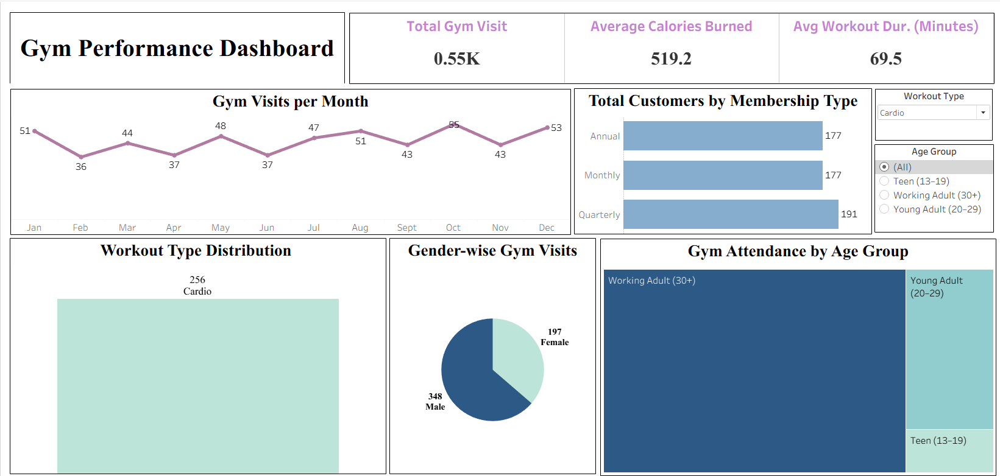 Gym Performance Dashboard
Total Gym Visit
0.55K
Average Calories Burned
519.2
Avg Workout Dur. (Minutes)
69.5
Gym Visits per Month
51
36
44
37
48
37
47
51
43
55
43
53
Jan
Feb
Mar
Apr
May
Jun
Jul
Aug
Sept
Oct
Nov
Dec
Total Customers by Membership Type
Annual
177
Monthly
177
Quarterly
191
Workout Type
Cardio
Age Group
(All)
Teen (13–19)
Working Adult (30+)
Young Adult (20–29)
Workout Type Distribution
256
Cardio
Gender-wise Gym Visits
197
Female
348
Male
Gym Attendance by Age Group
Working Adult (30+)
Young Adult
(20–29)
Teen (13–19)